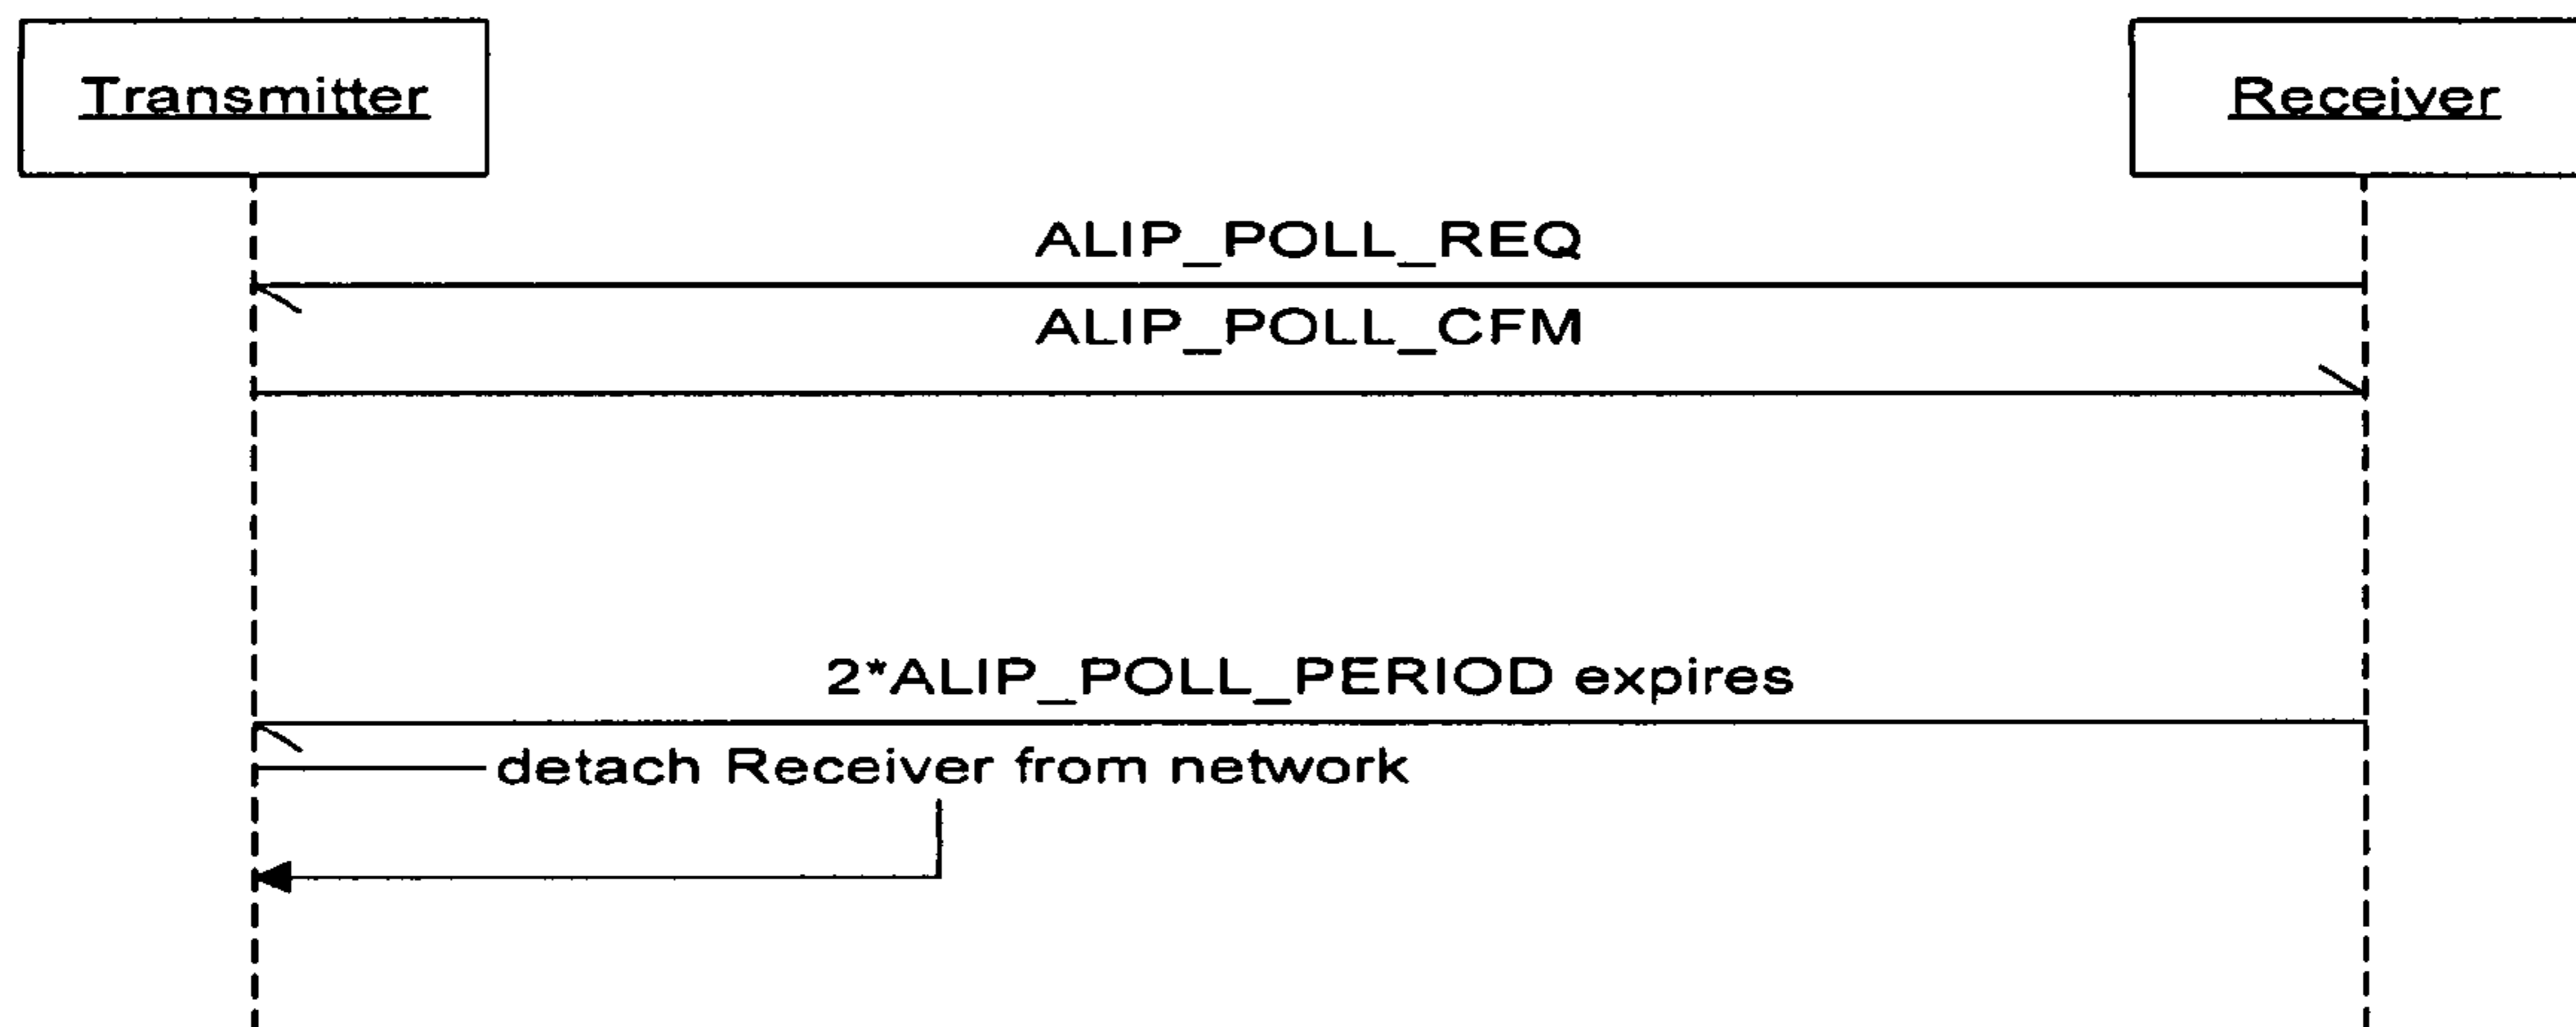 Transmitter
Receiver
ALIP_POLL_REQ
ALIP_POLL_CFM
2*ALIP_POLL_PERIOD expires
detach Receiver from network